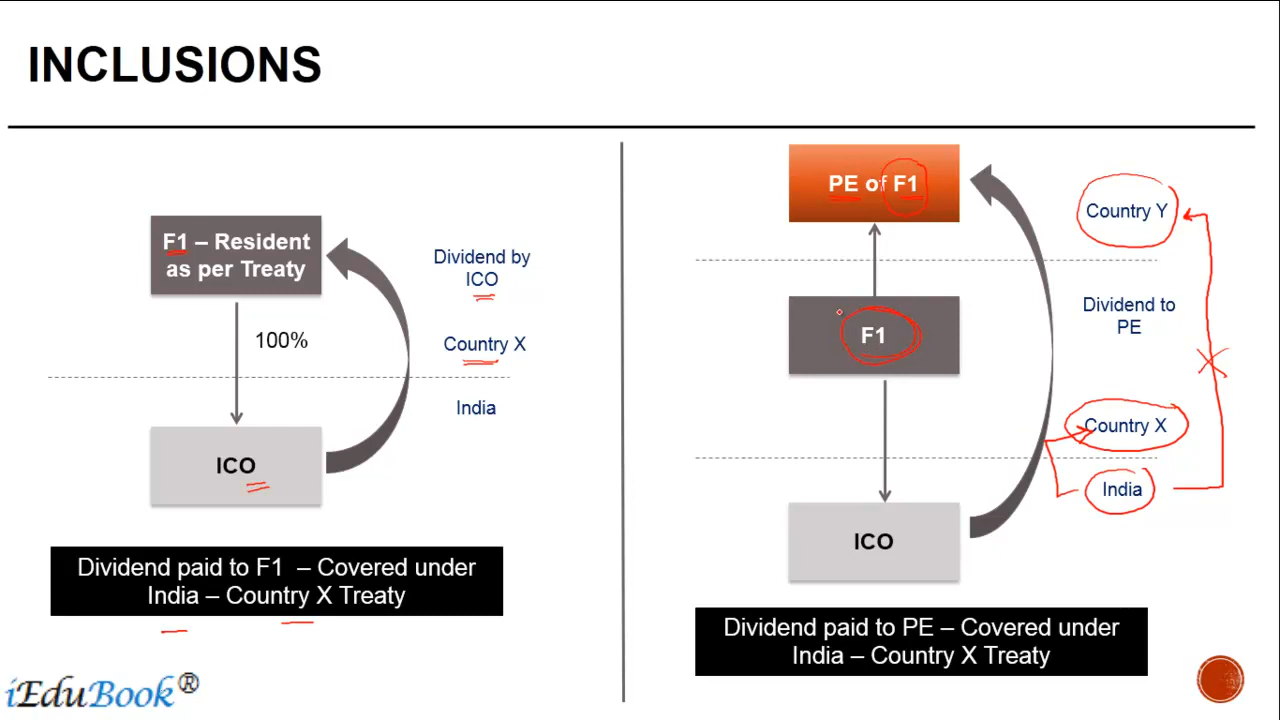 INCLUSIONS
F1 – Resident
as per Treaty
Dividend by
ICO
100%
Country X
India
ICO
Dividend paid to F1 – Covered under
India – Country X Treaty
PE of F1
Country Y
F1
Dividend to
PE
Country X
India
ICO
Dividend paid to PE – Covered under
India – Country X Treaty
iEduBook®